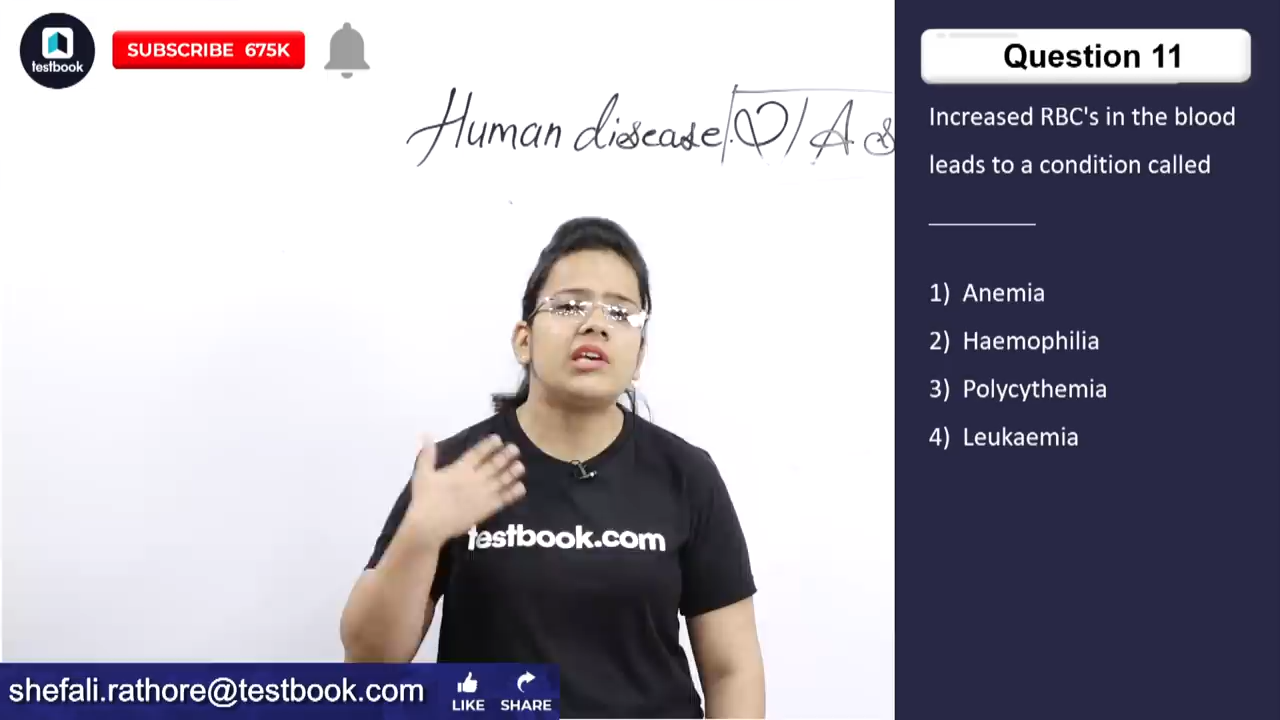 testbook
SUBSCRIBE 675K
Human disease
Question 11
Increased RBC's in the blood
leads to a condition called
1) Anemia
2) Haemophilia
3) Polycythemia
4) Leukaemia
testbook.com
shefali.rathore@testbook.com
LIKE
SHARE